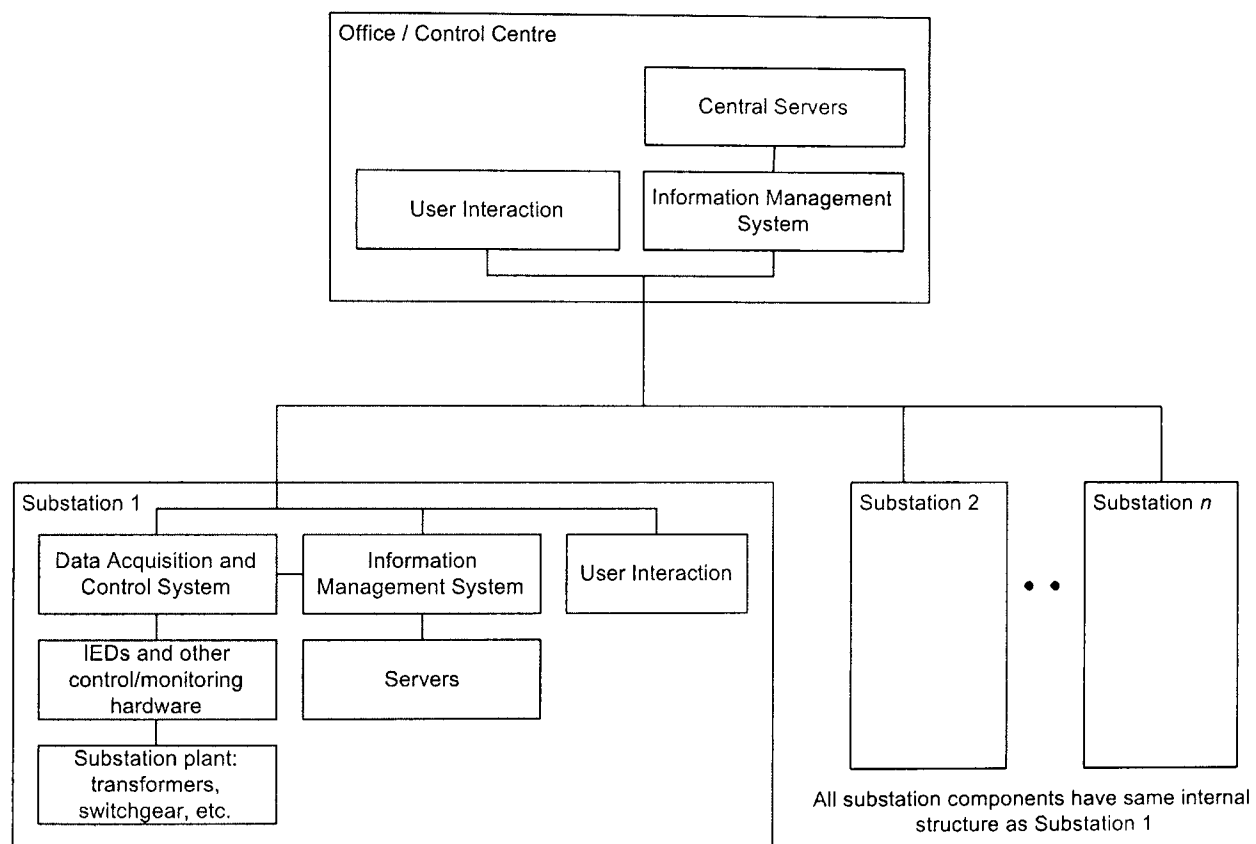 Office / Control Centre
Central Servers
User Interaction
Information Management
System
Substation 1
Data Acquisition and
Control System
Information
Management System
User Interaction
IEDs and other
control/monitoring
hardware
Servers
Substation plant:
transformers,
switchgear, etc.
Substation 2
Substation n
All substation components have same internal
structure as Substation 1